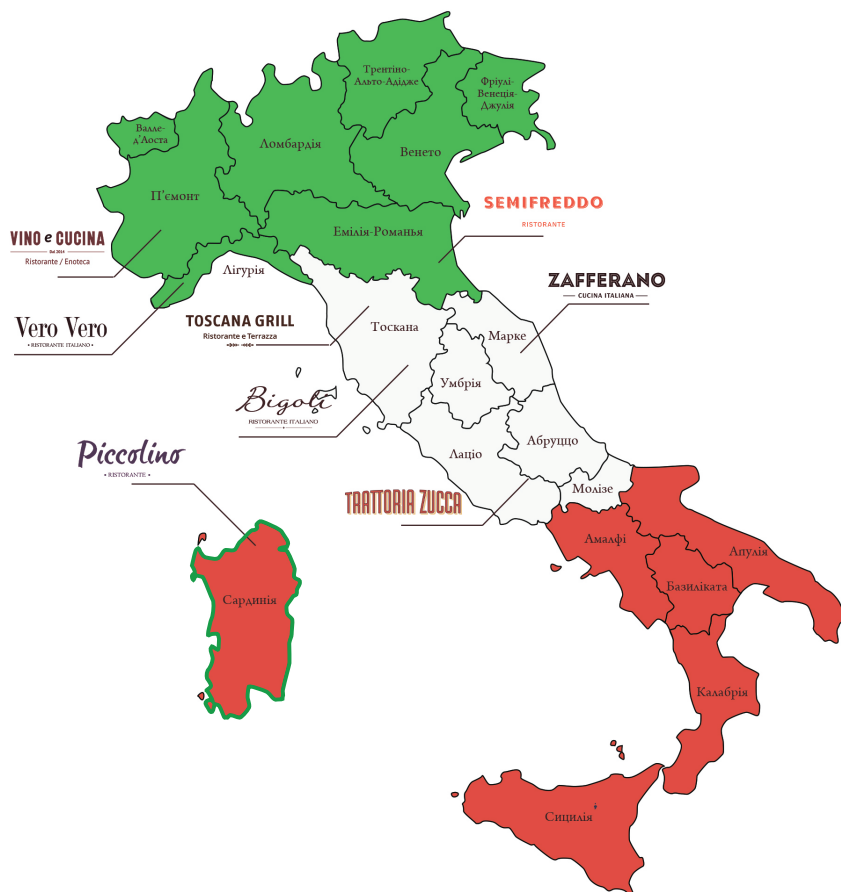 Трентіно-
Альто-Адідже
Фріулі-
Венеція-
Джулія
Валле-
д'Аоста
Ломбардія
Венето
П'ємонт
SEMIFREDDO
RISTORANTE
Емілія-Романья
VINO e CUCINA
Est 2014
Ristorante / Enoteca
Лігурія
ZAFFERANO
CUCINA ITALIANA
Vero Vero
• RISTORANTE ITALIANO •
TOSCANA GRILL
Ristorante e Terrazza
Тоскана
Марке
Умбрія
Bigoli
RISTORANTE ITALIANO
Абруццо
Лаціо
Piccolino
• RISTORANTE •
Молізе
TRATTORIA ZUCCA
Амалфі
Апулія
Базиліката
Сардинія
Калабрія
Сицилія